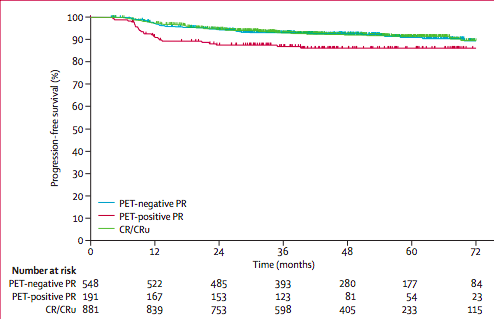 100
90
80
70
60
50
40
30
20
10
0
Progression-free survival (%)
PET-negative PR
PET-positive PR
CR/CRu
0 12 24 36 48 60 72
Time (months)
Number at risk
PET-negative PR 548 522 485 393 280 177 84
PET-positive PR 191 167 153 123 81 54 23
CR/CRu 881 839 753 598 405 233 115